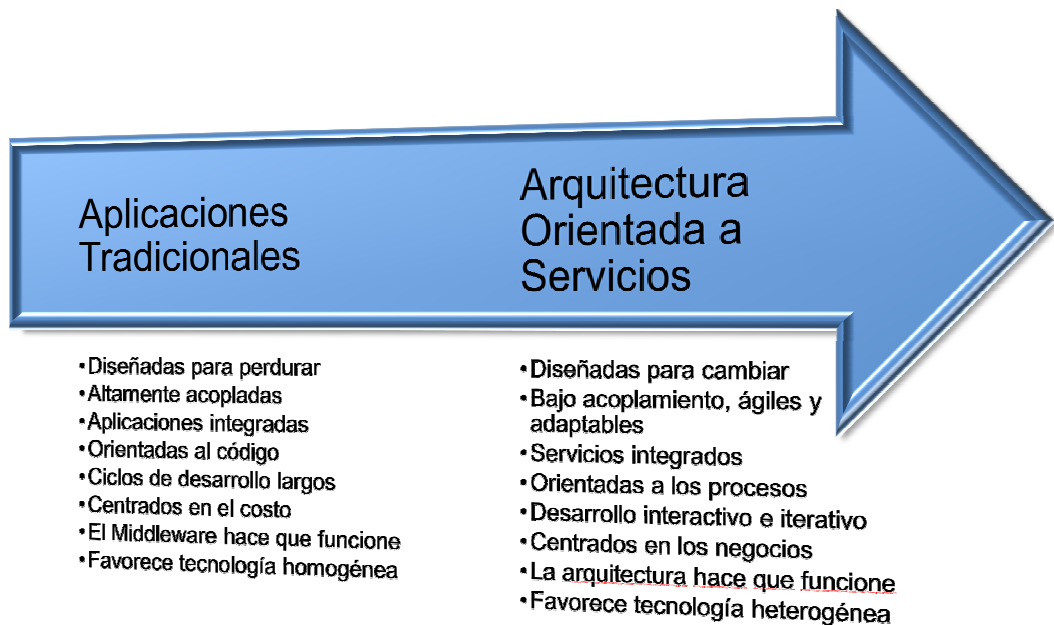 Aplicaciones
Tradicionales
•Diseñadas para perdurar
•Altamente acopladas
•Aplicaciones integradas
•Orientadas al código
•Ciclos de desarrollo largos
•Centrados en el costo
•El Middleware hace que funcione
•Favorece tecnología homogénea
Arquitectura
Orientada a
Servicios
•Diseñadas para cambiar
•Bajo acoplamiento, ágiles y
adaptables
•Servicios integrados
•Orientadas a los procesos
•Desarrollo interactivo e iterativo
•Centrados en los negocios
•La arquitectura hace que funcione
•Favorece tecnología heterogénea